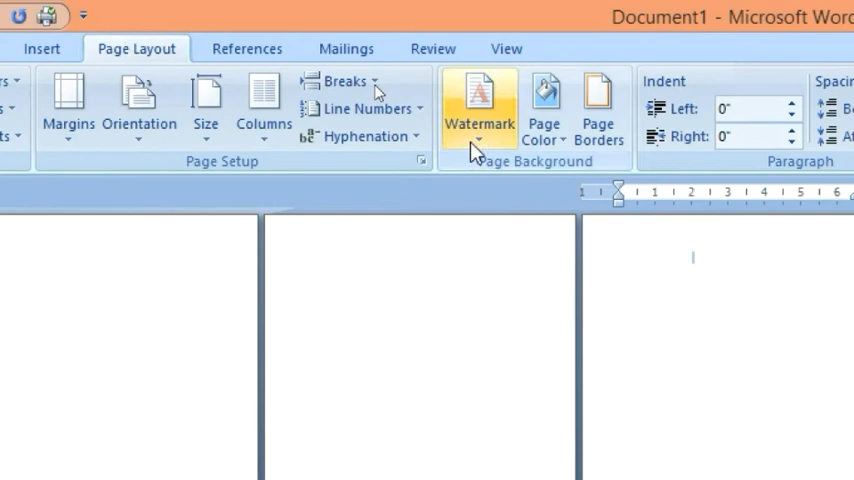 Document1 - Microsoft Word
Insert Page Layout References Mailings Review View
Margins Orientation Size Columns
Breaks
Line Numbers
Hyphenation
Page Setup
Watermark Page Color Page Borders
Page Background
Indent
Left: 0"
Right: 0"
Paragraph
1 1 2 3 4 5 6